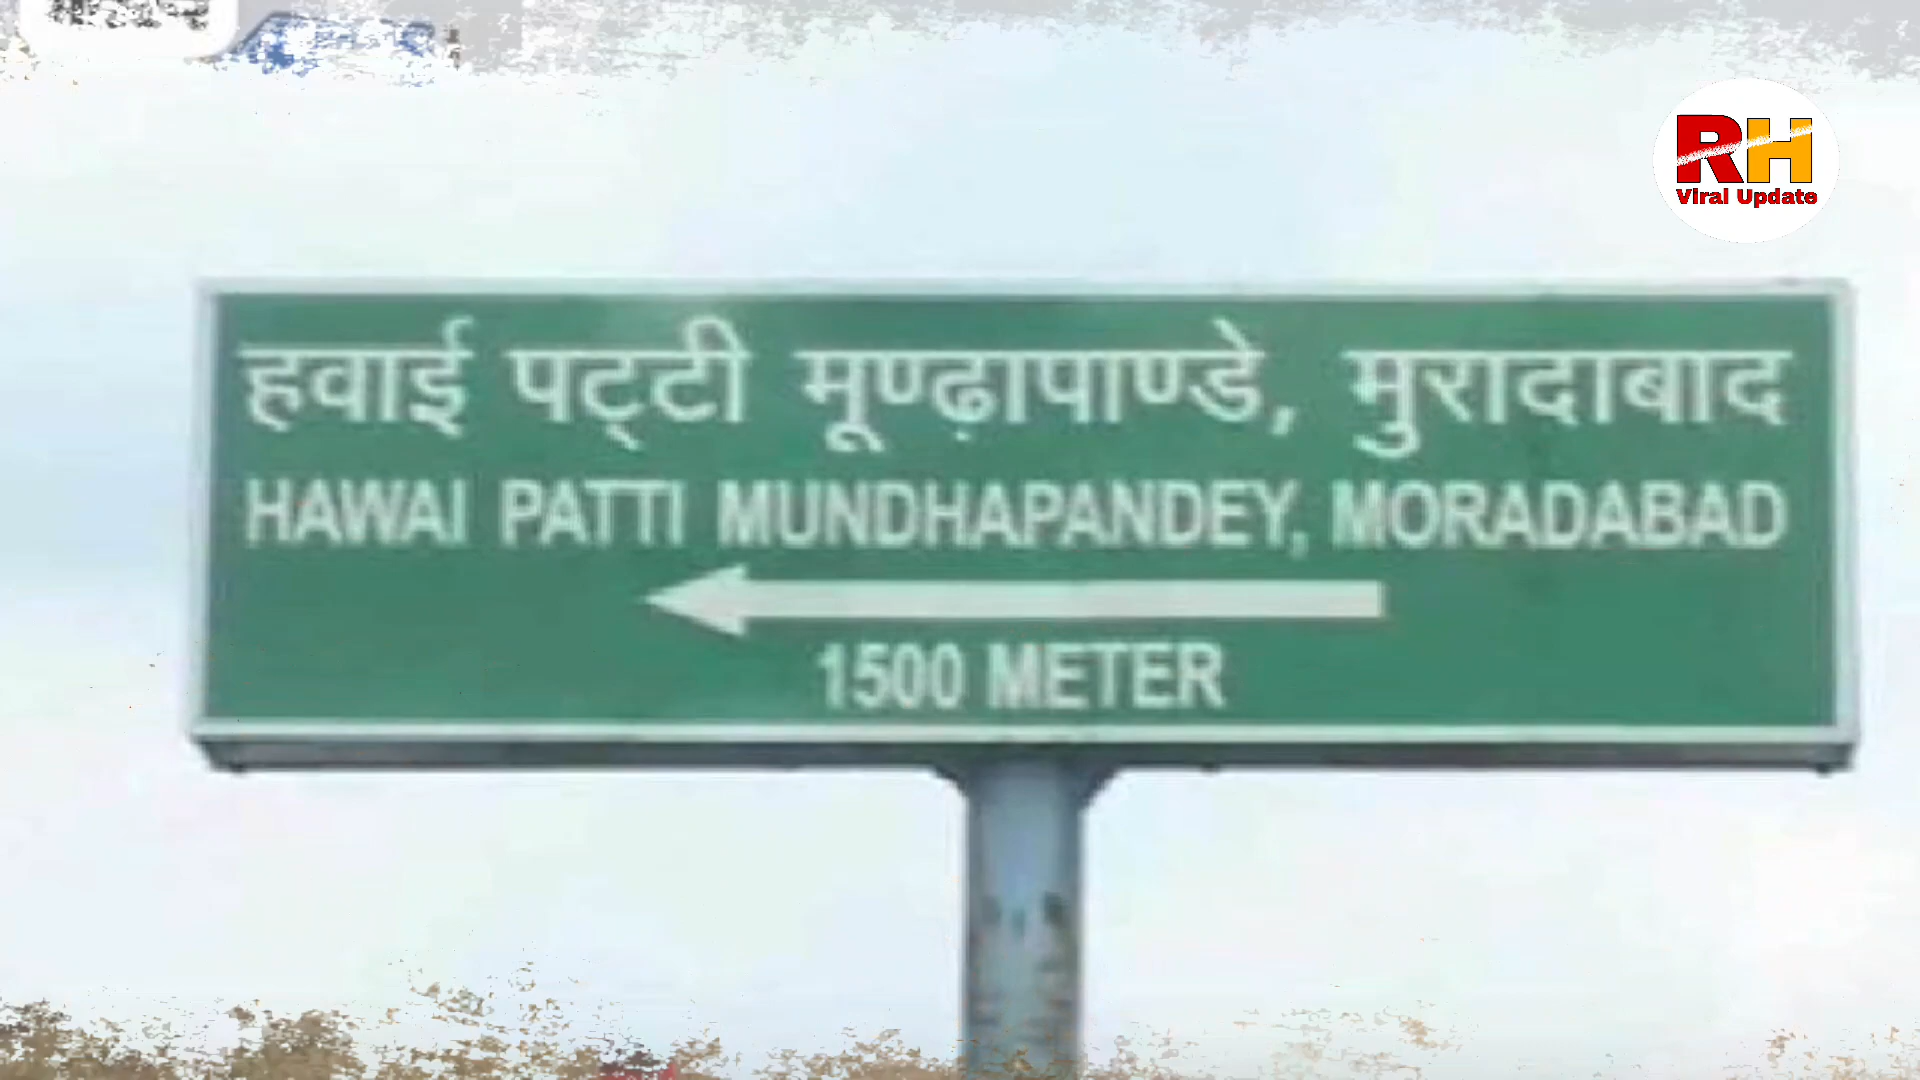 RH
Viral Update
हवाई पट्टी मूण्ढ़ापाण्डे, मुरादाबाद
HAWAI PATTI MUNDHAPANDEY, MORADABAD
1500 METER